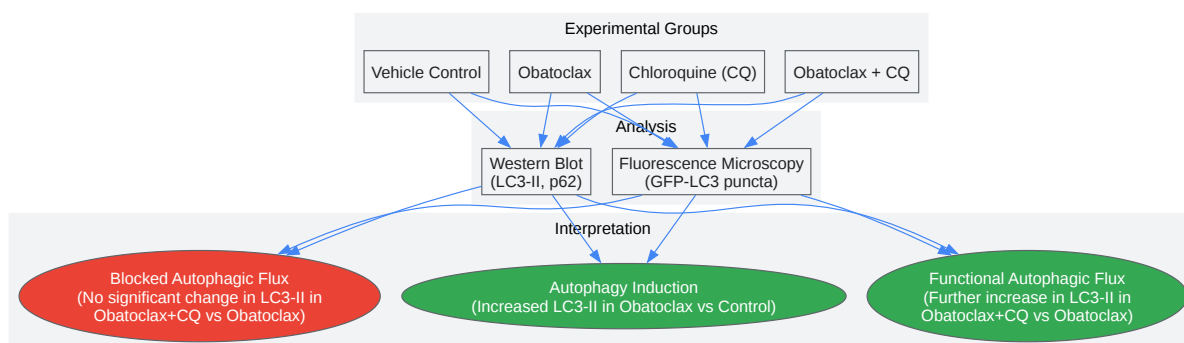 Experimental Groups
Vehicle Control
Obatoclax
Chloroquine (CQ)
Obatoclax + CQ
Analysis
Western Blot
(LC3-II, p62)
Fluorescence Microscopy
(GFP-LC3 puncta)
Interpretation
Blocked Autophagic Flux
(No significant change in LC3-II in
Obatoclax+CQ vs Obatoclax)
Autophagy Induction
(Increased LC3-II in Obatoclax vs Control)
Functional Autophagic Flux
(Further increase in LC3-II in
Obatoclax+CQ vs Obatoclax)